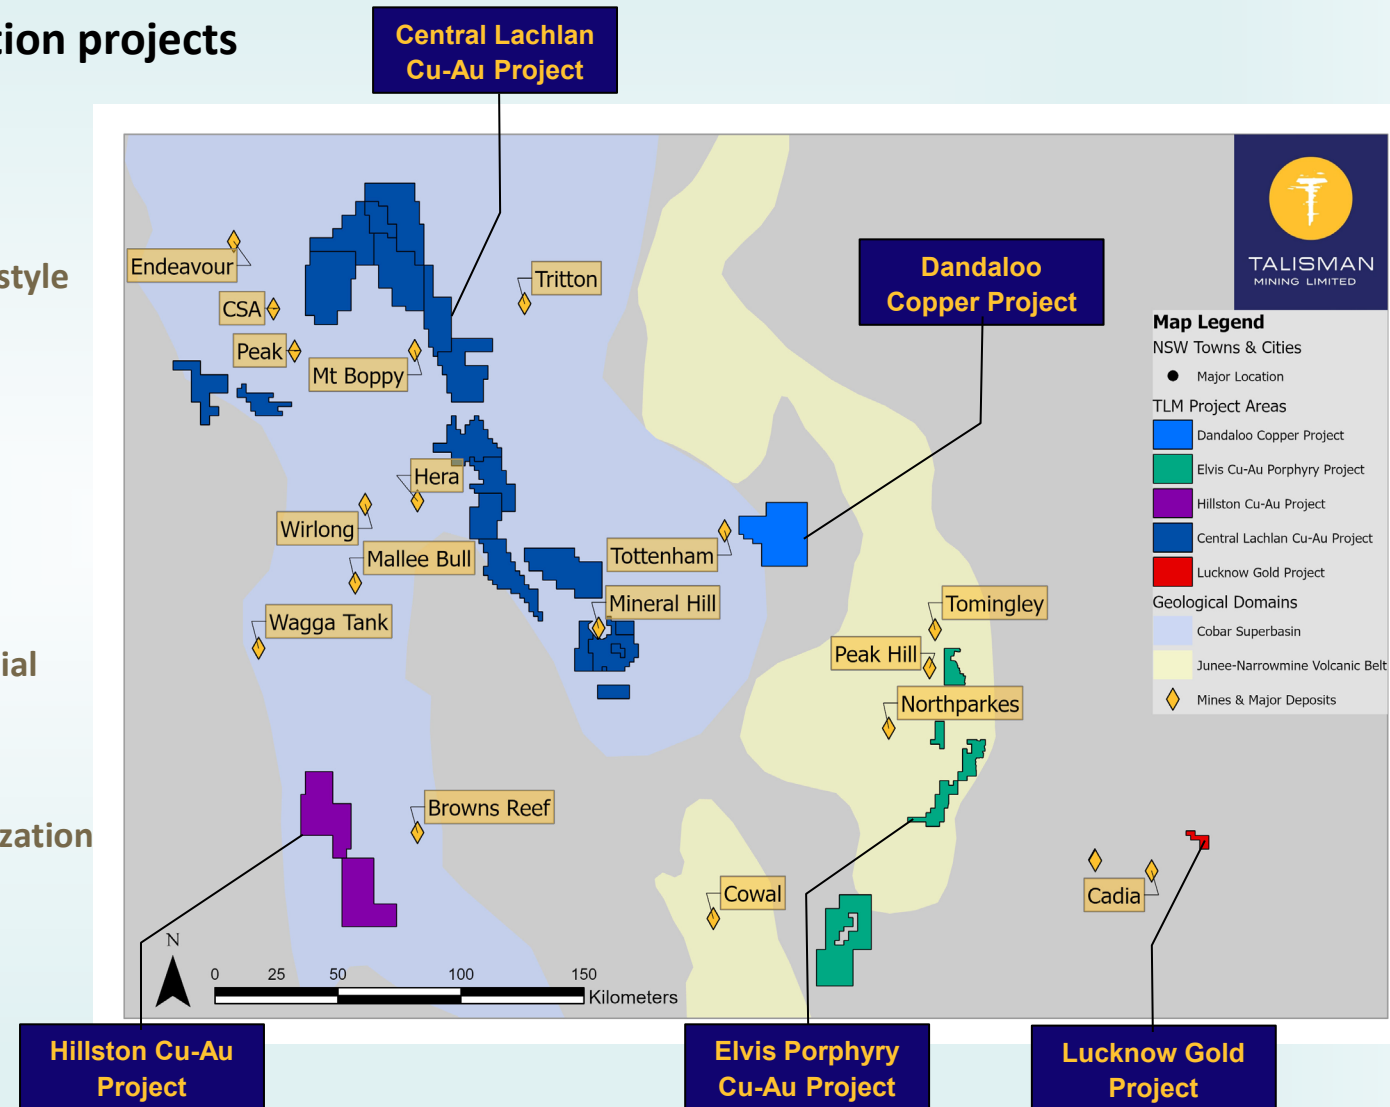 tion projects
Central Lachlan
Cu-Au Project
style
ial
zation
Endeavour
CSA
Peak
Mt Boppy
Tritton
Dandaloo
Copper Project
TALISMAN
MINING LIMITED
Map Legend
NSW Towns & Cities
Major Location
TLM Project Areas
Dandaloo Copper Project
Elvis Cu-Au Porphyry Project
Hillston Cu-Au Project
Central Lachlan Cu-Au Project
Lucknow Gold Project
Geological Domains
Cobar Superbasin
Junee-Narrowmine Volcanic Belt
Mines & Major Deposits
Hera
Wirlong
Mallee Bull
Tottenham
Mineral Hill
Wagga Tank
Tomingley
Peak Hill
Northparkes
Browns Reef
Cowal
Cadia
N
0 25 50 100 150
Kilometers
Hillston Cu-Au
Project
Elvis Porphyry
Cu-Au Project
Lucknow Gold
Project